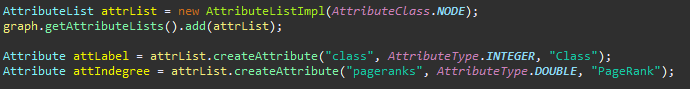 AttributeList attrList = new AttributeListImpl(AttributeClass.NODE);
graph.getAttributeLists().add(attrList);
Attribute attLabel = attrList.createAttribute("class", AttributeType.INTEGER, "Class");
Attribute attIndegree = attrList.createAttribute("pageranks", AttributeType.DOUBLE, "PageRank");